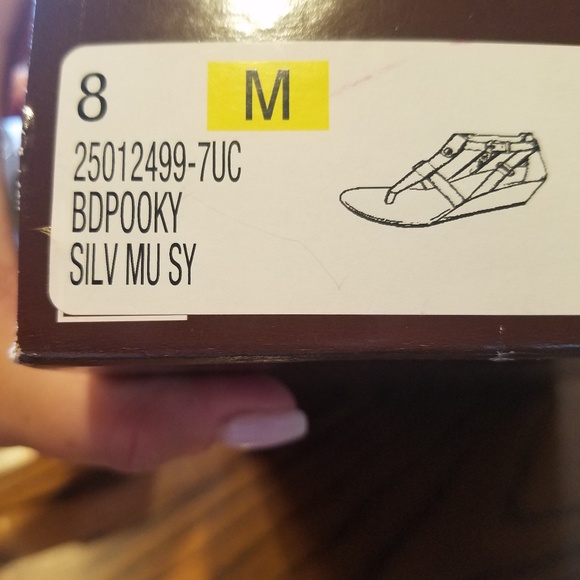 8 M
25012499-7UC
BDPOOKY
SILV MU SY